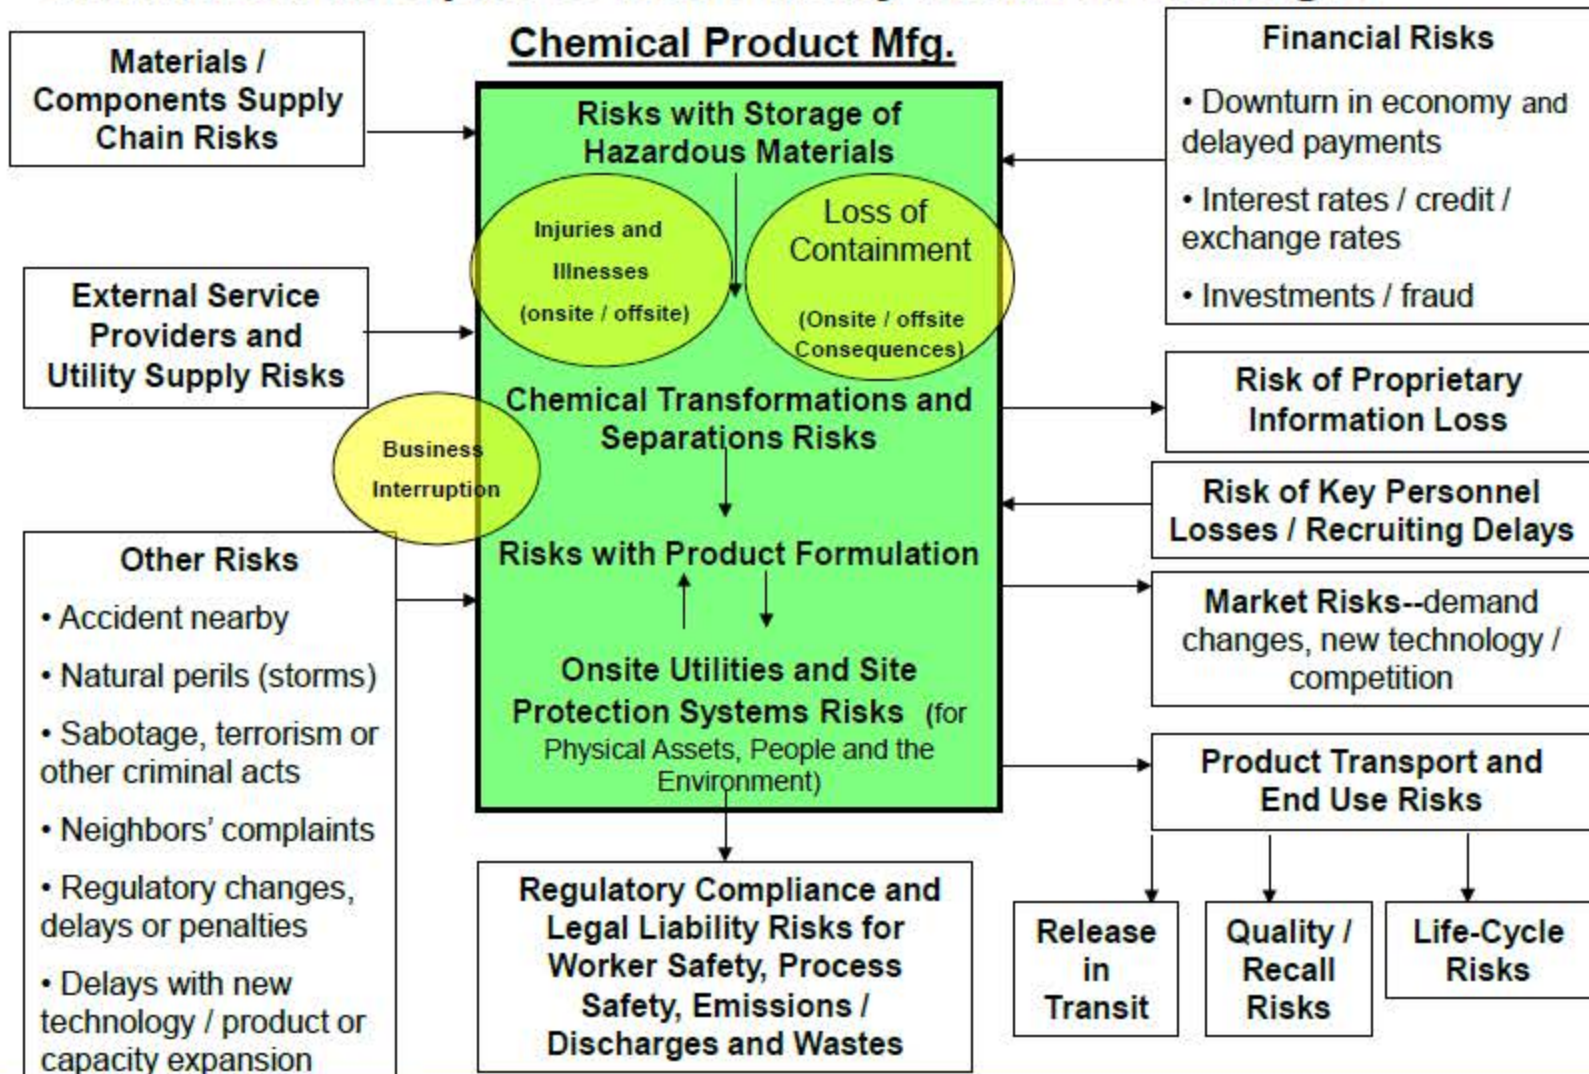 Chemical Product Mfg.
Materials /
Components Supply
Chain Risks
External Service
Providers and
Utility Supply Risks
Business
Interruption
Other Risks
• Accident nearby
• Natural perils (storms)
• Sabotage, terrorism or
other criminal acts
• Neighbors' complaints
• Regulatory changes,
delays or penalties
• Delays with new
technology / product or
capacity expansion
Risks with Storage of
Hazardous Materials
Injuries and
Illnesses
(onsite / offsite)
Loss of
Containment
(Onsite / offsite
Consequences)
Chemical Transformations and
Separations Risks
Risks with Product Formulation
Onsite Utilities and Site
Protection Systems Risks (for
Physical Assets, People and the
Environment)
Regulatory Compliance and
Legal Liability Risks for
Worker Safety, Process
Safety, Emissions /
Discharges and Wastes
Financial Risks
• Downturn in economy and
delayed payments
• Interest rates / credit /
exchange rates
• Investments / fraud
Risk of Proprietary
Information Loss
Risk of Key Personnel
Losses / Recruiting Delays
Market Risks--demand
changes, new technology /
competition
Product Transport and
End Use Risks
Release
in
Transit
Quality /
Recall
Risks
Life-Cycle
Risks